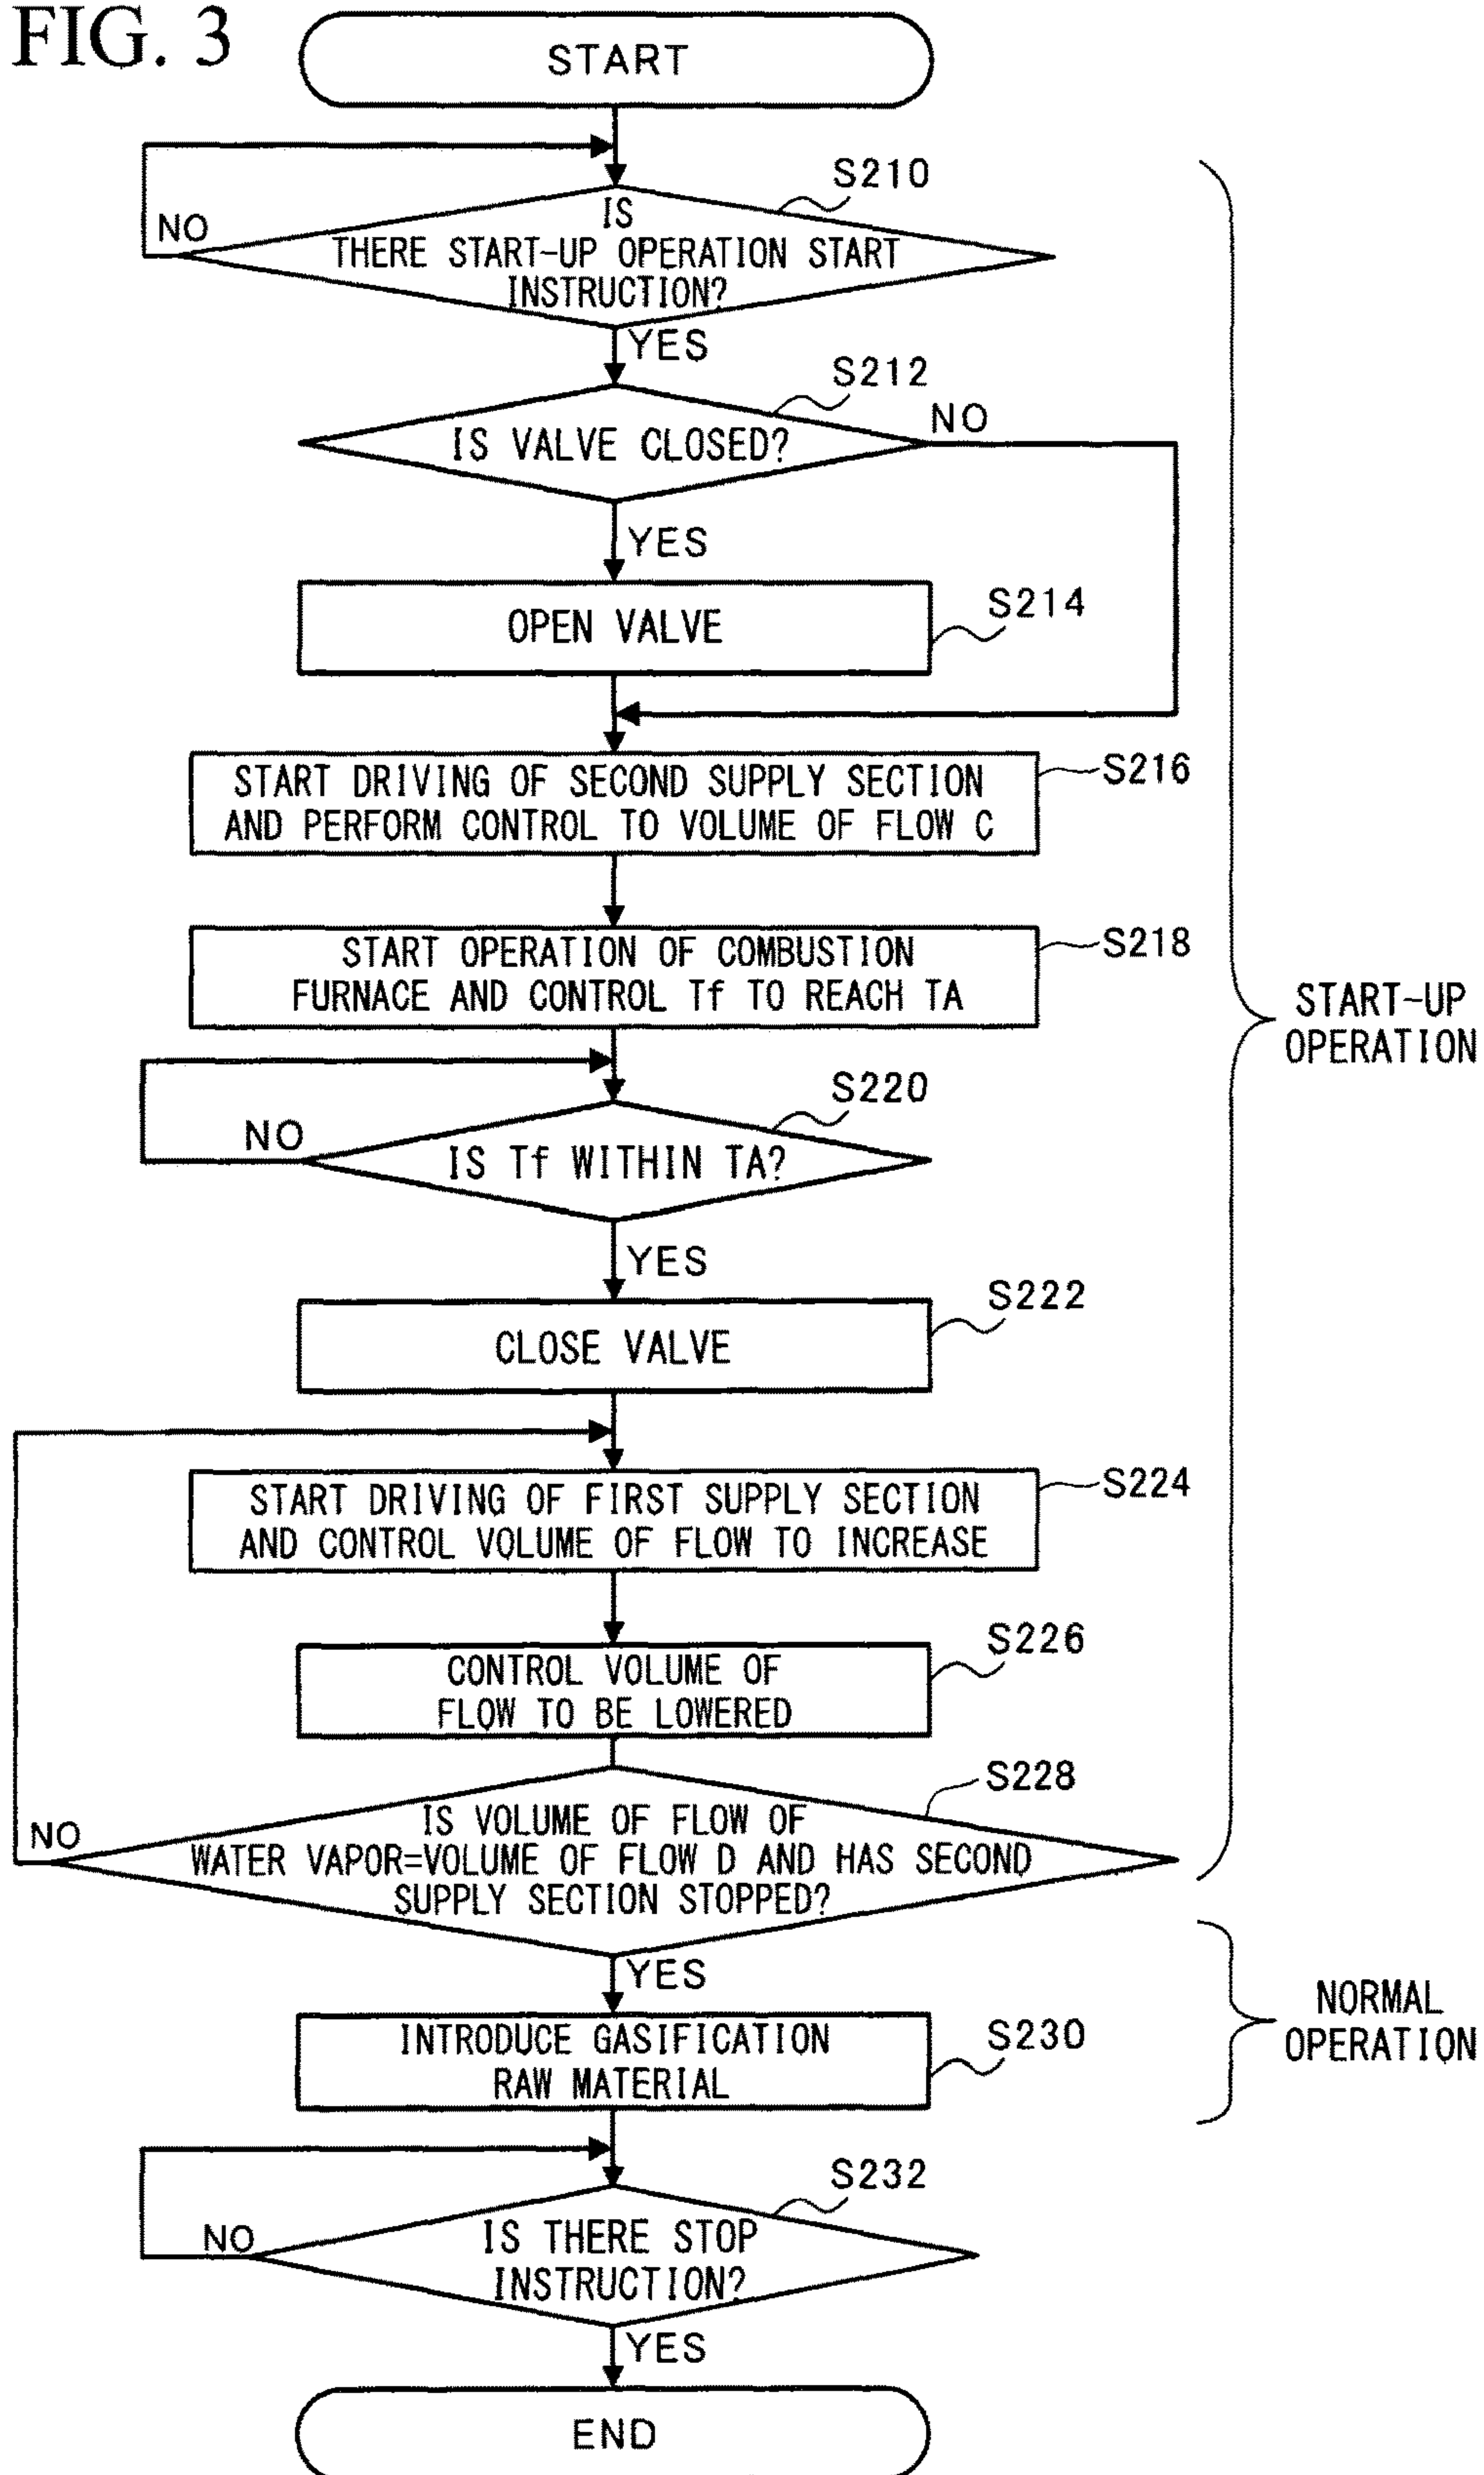 FIG. 3
START
S210
NO
IS
THERE START-UP OPERATION START
INSTRUCTION?
YES
S212
NO
IS VALVE CLOSED?
YES
S214
OPEN VALVE
START DRIVING OF SECOND SUPPLY SECTION
AND PERFORM CONTROL TO VOLUME OF FLOW C
S216
START OPERATION OF COMBUSTION
FURNACE AND CONTROL Tf TO REACH TA
S218
START-UP
OPERATION
S220
NO
IS Tf WITHIN TA?
YES
S222
CLOSE VALVE
START DRIVING OF FIRST SUPPLY SECTION
AND CONTROL VOLUME OF FLOW TO INCREASE
S224
S226
CONTROL VOLUME OF
FLOW TO BE LOWERED
S228
NO
IS VOLUME OF FLOW OF
WATER VAPOR=VOLUME OF FLOW D AND HAS SECOND
SUPPLY SECTION STOPPED?
YES
NORMAL
OPERATION
INTRODUCE GASIFICATION
RAW MATERIAL
S230
S232
NO
IS THERE STOP
INSTRUCTION?
YES
END